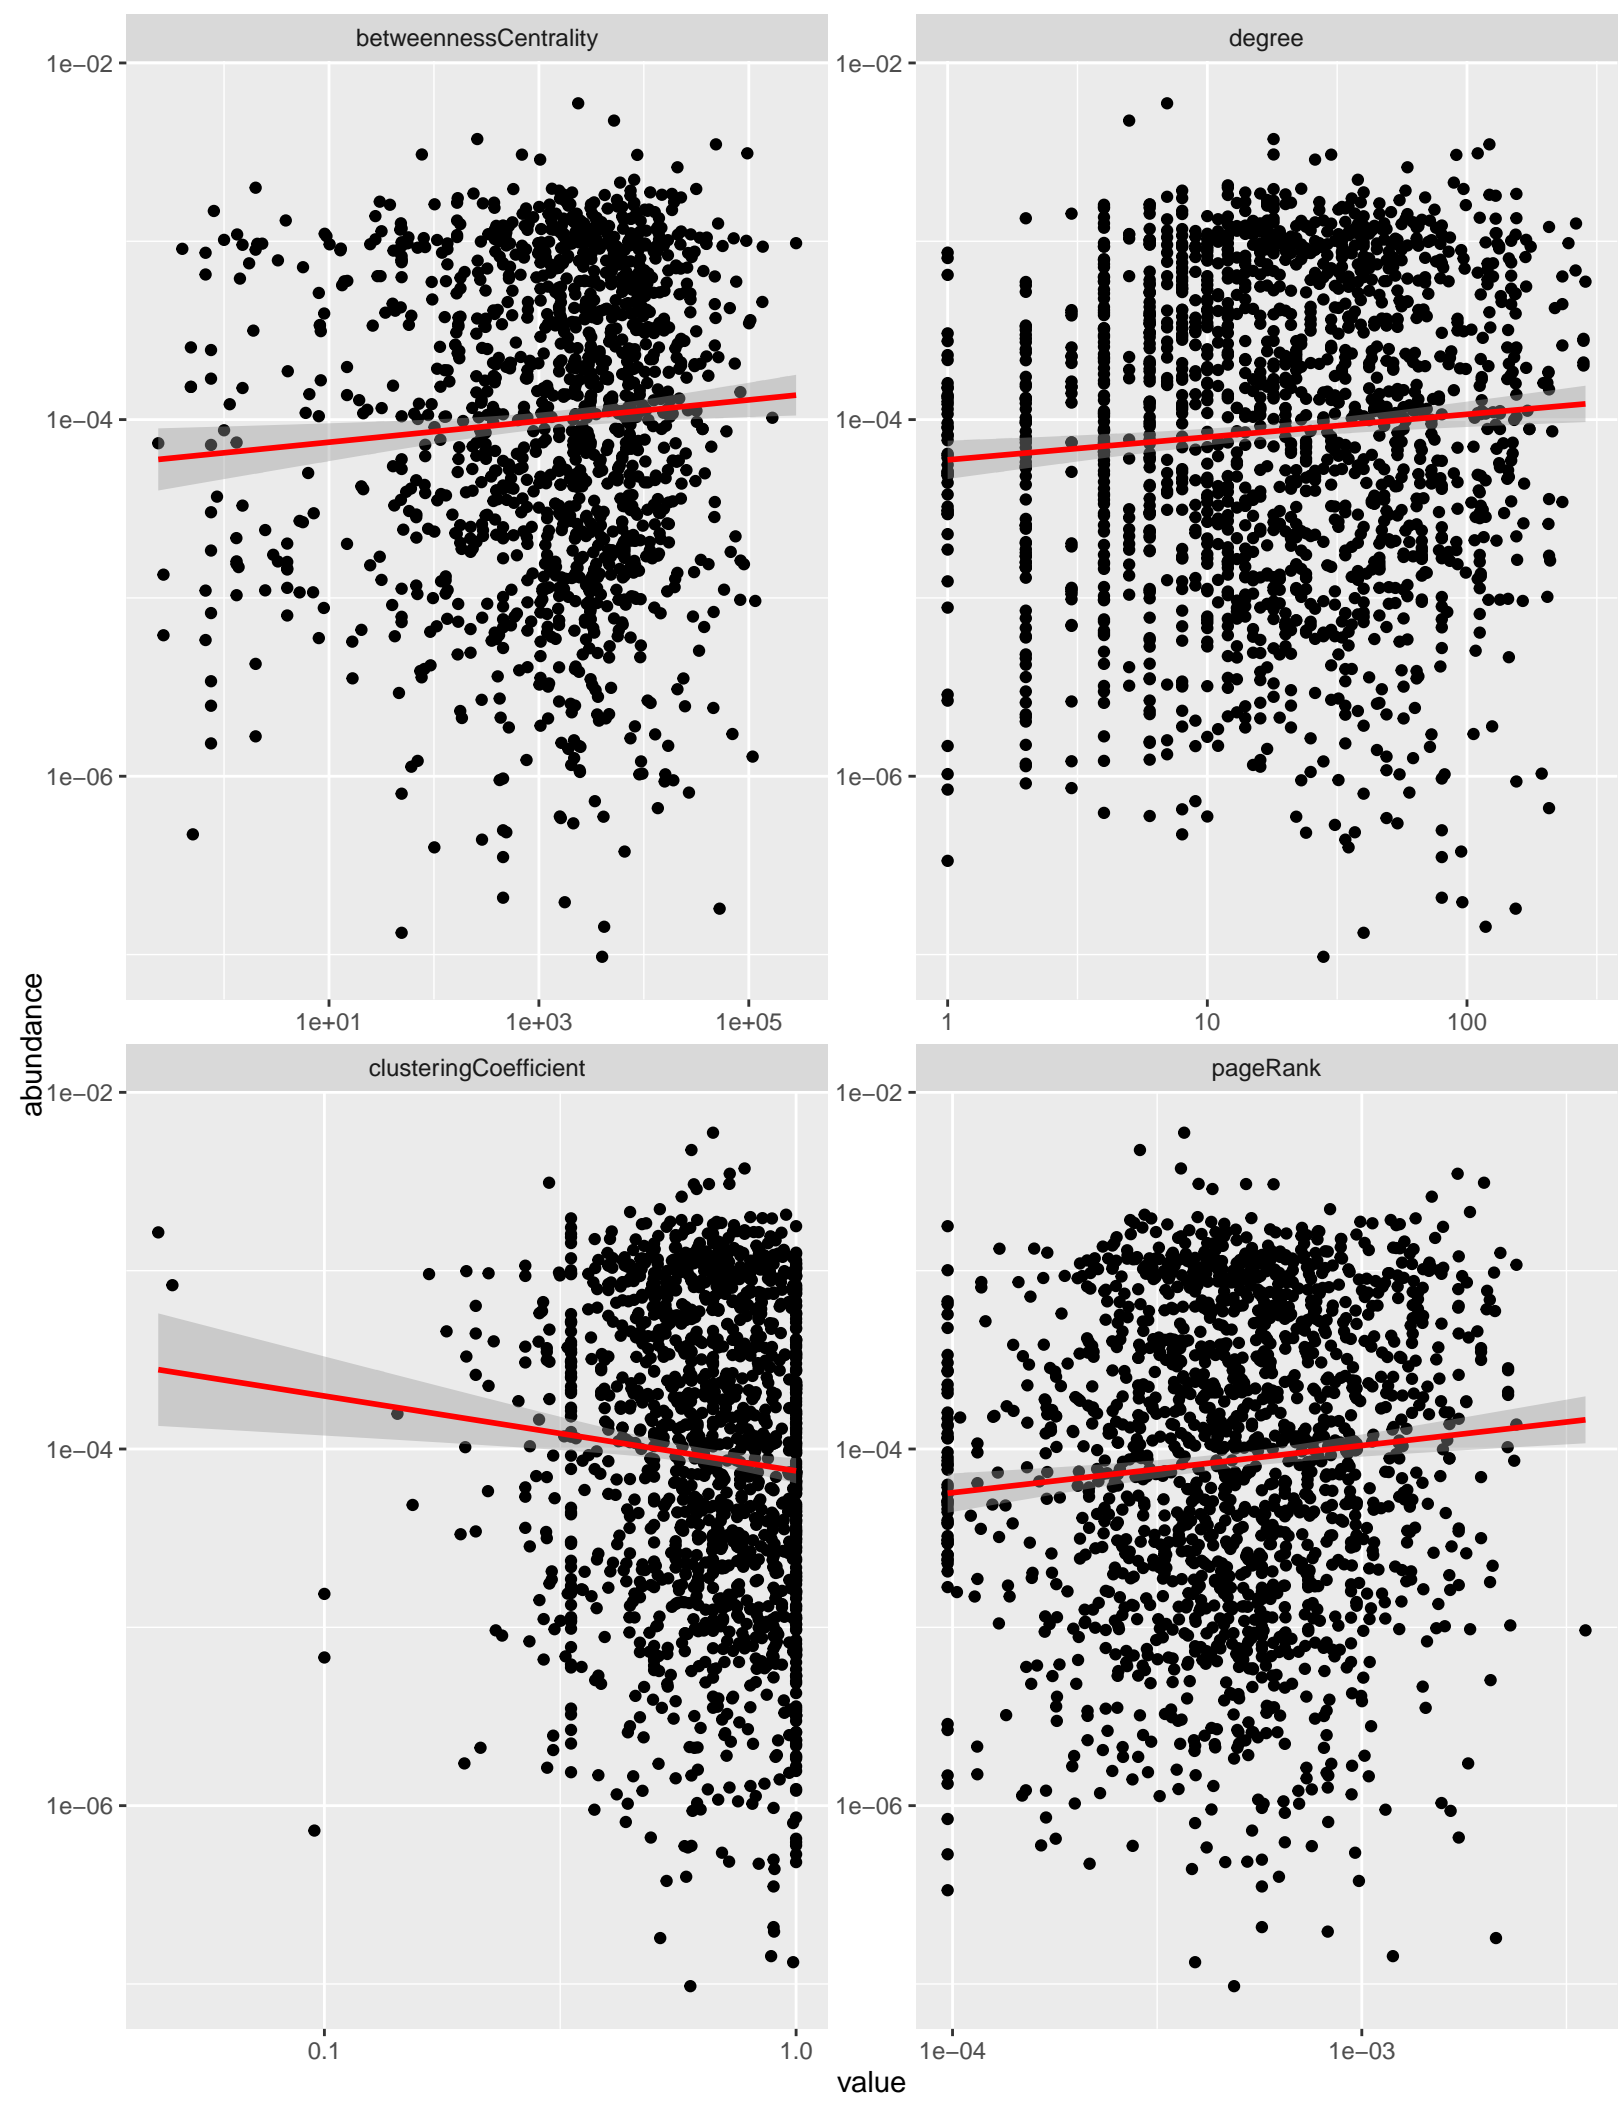 betweennessCentrality
degree
1e−02
1e−04
1e−06
1e−02
1e−04
1e−06
1e+01
1e+03
1e+05
1
10
100
clusteringCoefficient
pageRank
1e−02
1e−04
1e−06
1e−02
1e−04
1e−06
0.1
1.0
1e−04
1e−03
abundance
value